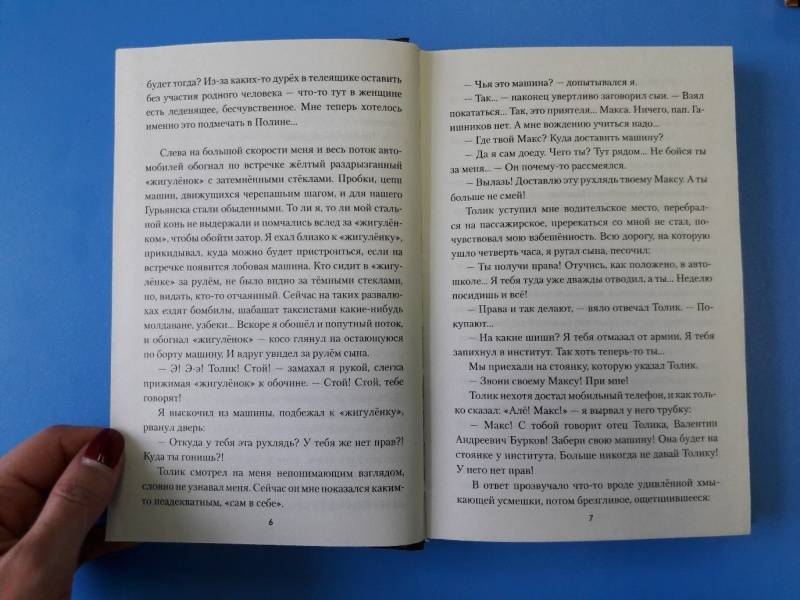 будет тогда? Из-за каких-то дурёх в телеящике оставить
без участия родного человека — что-то тут в женщине
есть леденящее, бесчувственное. Мне теперь хотелось
именно это подмечать в Полине...
Слева на большой скорости меня и весь поток авто-
мобилей обогнал по встречке жёлтый раздрызганный
«жигулёнок» с затемнёнными стёклами. Пробки, цепи
машин, движущихся черепашьим шагом, и для нашего
Гурьянска стали обыденными. То ли я, то ли мой сталь-
ной конь не выдержали и помчались вслед за «жигулён-
ком», чтобы обойти затор. Я ехал близко к «жигулёнку»,
прикидывал, куда можно будет пристроиться, если на
встречке появится лобовая машина. Кто сидит в «жигу-
лёнке» за рулём, не было видно за тёмными стеклами,
но, видать, кто-то отчаянный. Сейчас на таких развалю-
хах ездят бомбилы, шабашат таксистами какие-нибудь
молдаване, узбеки... Вскоре я обошёл и попутный поток,
и обогнал «жигулёнок» — косо глянул на остающуюся
по борту машину. И вдруг увидел за рулём сына.
— Э! Э-э! Толик! Стой! — замахал я рукой, слегка
прижимая «жигулёнок» к обочине. — Стой! Стой, тебе
говорят!
Я выскочил из машины, подбежал к «жигулёнку»,
рванул дверь:
— Откуда у тебя эта рухлядь? У тебя же нет прав?!
Куда ты гонишь?!
Толик смотрел на меня непонимающим взглядом,
словно не узнавал меня. Сейчас он мне показался каким-
то неадекватным, «сам в себе».
6
— Чья это машина? — допытывался я.
— Так... — наконец увертливо заговорил сын. — Взял
покататься... Так, это приятеля... Макса. Ничего, пап. Га-
ишников нет. А мне вождению учиться надо...
— Где твой Макс? Куда доставить машину?
— Да я сам доеду. Чего ты? Тут рядом... Не бойся ты
за меня... — Он почему-то рассмеялся.
— Вылазь! Доставлю эту рухлядь твоему Максу. А ты
больше не смей!
Толик уступил мне водительское место, перебрал-
ся на пассажирское, пререкаться со мной не стал, по-
чувствовал мою взбешённость. Всю дорогу, на которую
ушло четверть часа, я ругал сына, песочил:
— Ты получи права! Отучись, как положено, в авто-
школе... Я тебя туда уже дважды отводил, а ты... Неделю
посидишь и всё!
— Права и так делают, — вяло отвечал Толик. — По-
купают...
— На какие шиши? Я тебя отмазал от армии. Я тебя
запихнул в институт. Так хоть теперь-то ты...
Мы приехали на стоянку, которую указал Толик.
— Звони своему Максу! При мне!
Толик нехотя достал мобильный телефон, и как толь-
ко сказал: «Алё! Макс!» — я вырвал у него трубку:
— Макс! С тобой говорит отец Толика, Валентин
Андреевич Бурков! Забери свою машину! Она будет на
стоянке у института. Больше никогда не давай Толику!
У него нет прав!
В ответ прозвучало что-то вроде удивлённой хмы-
кающей усмешки, потом брезгливое, ощетинившееся:
7